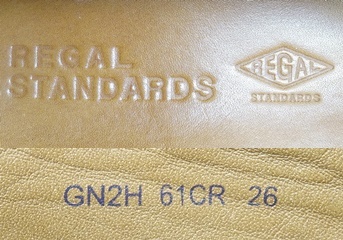 REGAL
STANDARDS
REGAL
STANDARDS
GN2H 61CR 26